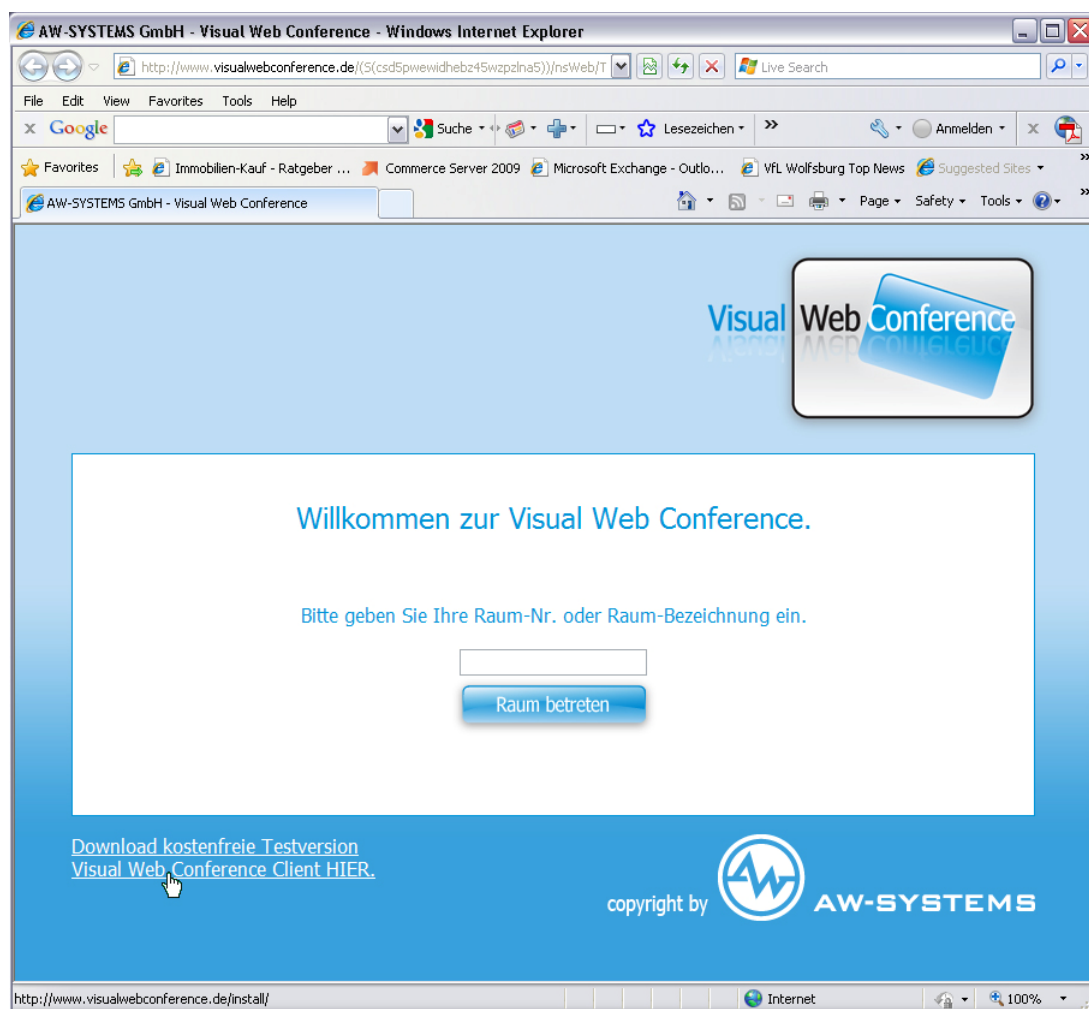 AW-SYSTEMS GmbH - Visual Web Conference - Windows Internet Explorer
http://www.visualwebconference.de/(S(csd5pwewidhebz45wzpzlna5))/nsWeb/T
Live Search
File Edit View Favorites Tools Help
x Google Suche Lesezeichen » Anmelden x
Favorites Immobilien-Kauf - Ratgeber ... Commerce Server 2009 Microsoft Exchange - Outlo... VfL Wolfsburg Top News Suggested Sites »
AW-SYSTEMS GmbH - Visual Web Conference Page Safety Tools »
Visual Web Conference
Willkommen zur Visual Web Conference.
Bitte geben Sie Ihre Raum-Nr. oder Raum-Bezeichnung ein.
Raum betreten
Download kostenfreie Testversion
Visual Web Conference Client HIER.
copyright by AW AW-SYSTEMS
http://www.visualwebconference.de/install/ Internet 100%